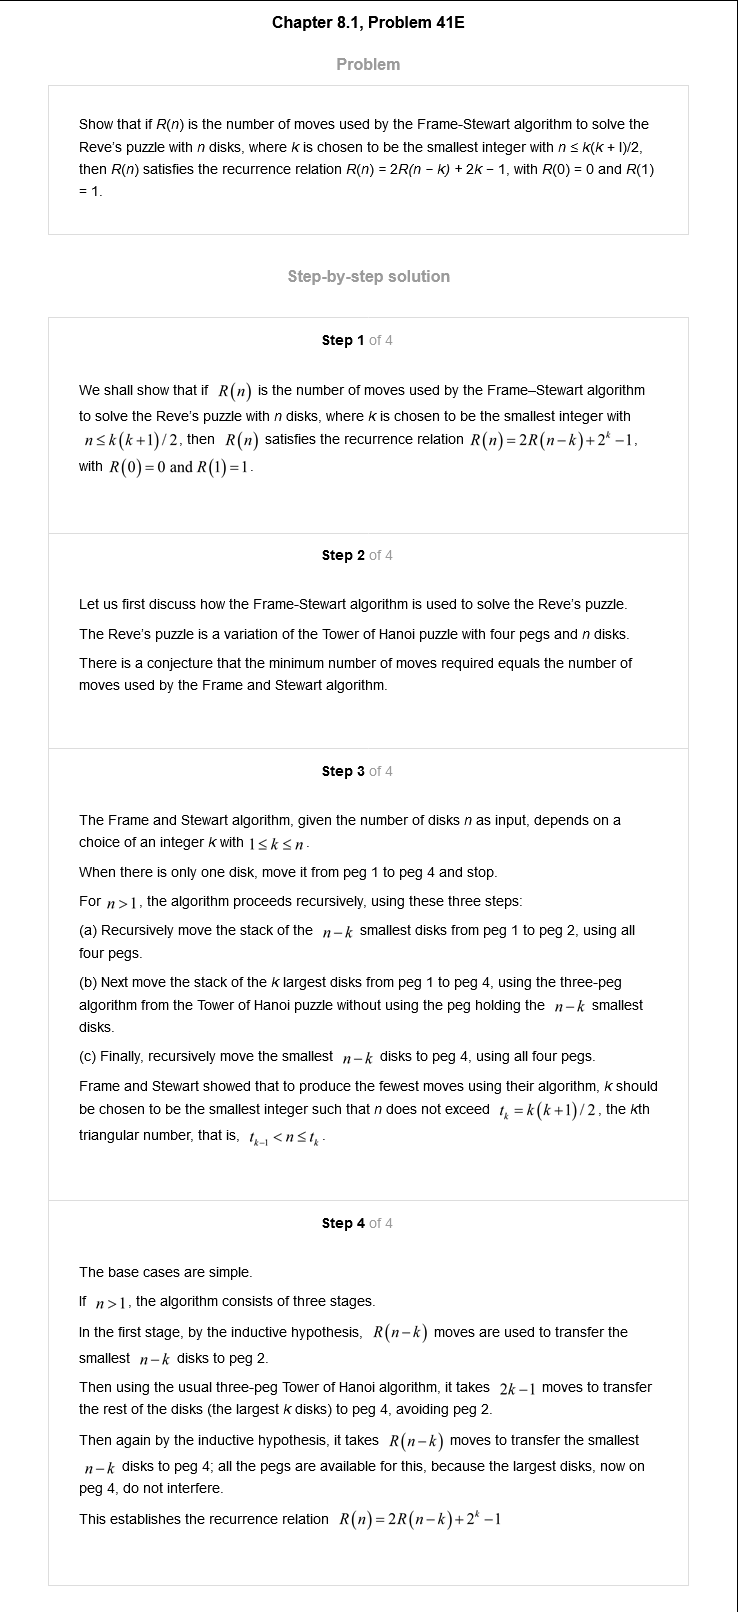 Chapter 8.1, Problem 41E
Problem
Show that if R(n) is the number of moves used by the Frame-Stewart algorithm to solve the
Reve's puzzle with n disks, where k is chosen to be the smallest integer with n ≤ k(k + l)/2,
then R(n) satisfies the recurrence relation R(n) = 2R(n − k) + 2k − 1, with R(0) = 0 and R(1)
= 1.
Step-by-step solution
Step 1 of 4
We shall show that if R(n) is the number of moves used by the Frame–Stewart algorithm
to solve the Reve's puzzle with n disks, where k is chosen to be the smallest integer with
n ≤ k(k+1)/2, then R(n) satisfies the recurrence relation R(n) = 2R(n−k)+2^k −1,
with R(0) = 0 and R(1) = 1.
Step 2 of 4
Let us first discuss how the Frame-Stewart algorithm is used to solve the Reve's puzzle.
The Reve's puzzle is a variation of the Tower of Hanoi puzzle with four pegs and n disks.
There is a conjecture that the minimum number of moves required equals the number of
moves used by the Frame and Stewart algorithm.
Step 3 of 4
The Frame and Stewart algorithm, given the number of disks n as input, depends on a
choice of an integer k with 1 ≤ k ≤ n.
When there is only one disk, move it from peg 1 to peg 4 and stop.
For n > 1, the algorithm proceeds recursively, using these three steps:
(a) Recursively move the stack of the n−k smallest disks from peg 1 to peg 2, using all
four pegs.
(b) Next move the stack of the k largest disks from peg 1 to peg 4, using the three-peg
algorithm from the Tower of Hanoi puzzle without using the peg holding the n−k smallest
disks.
(c) Finally, recursively move the smallest n−k disks to peg 4, using all four pegs.
Frame and Stewart showed that to produce the fewest moves using their algorithm, k should
be chosen to be the smallest integer such that n does not exceed t_k = k(k+1)/2, the kth
triangular number, that is, t_{k−1} < n ≤ t_k.
Step 4 of 4
The base cases are simple.
If n > 1, the algorithm consists of three stages.
In the first stage, by the inductive hypothesis, R(n−k) moves are used to transfer the
smallest n−k disks to peg 2.
Then using the usual three-peg Tower of Hanoi algorithm, it takes 2k −1 moves to transfer
the rest of the disks (the largest k disks) to peg 4, avoiding peg 2.
Then again by the inductive hypothesis, it takes R(n−k) moves to transfer the smallest
n−k disks to peg 4; all the pegs are available for this, because the largest disks, now on
peg 4, do not interfere.
This establishes the recurrence relation R(n) = 2R(n−k)+2^k −1